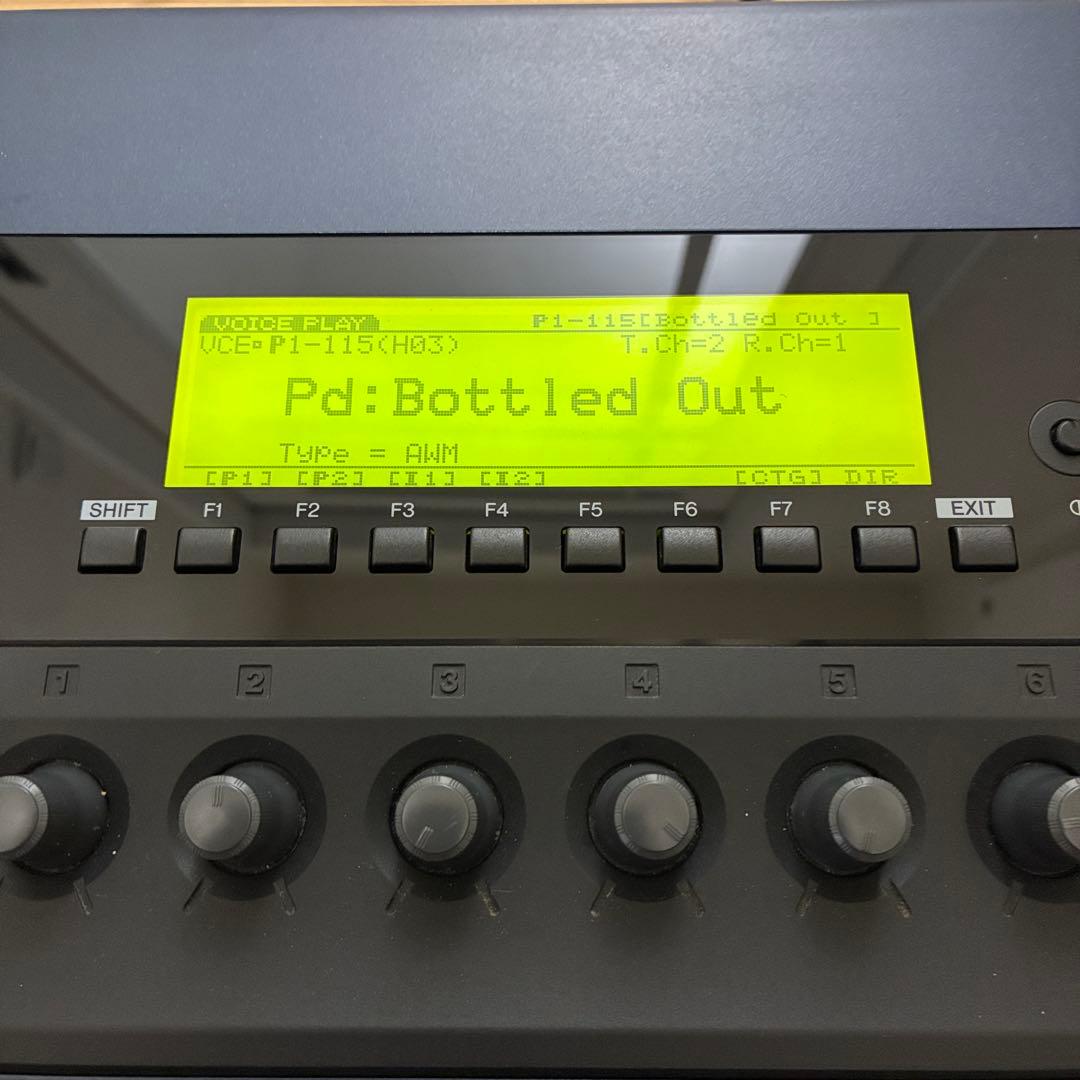 VOICE PLAY P1-115[Bottled Out ]
VCE P1-115(H03) T.Ch=2 R.Ch=1
Pd:Bottled Out
Type = AWM
[P1] [P2] [I1] [I2] [CTG] DIR
SHIFT F1 F2 F3 F4 F5 F6 F7 F8 EXIT
1 2 3 4 5 6